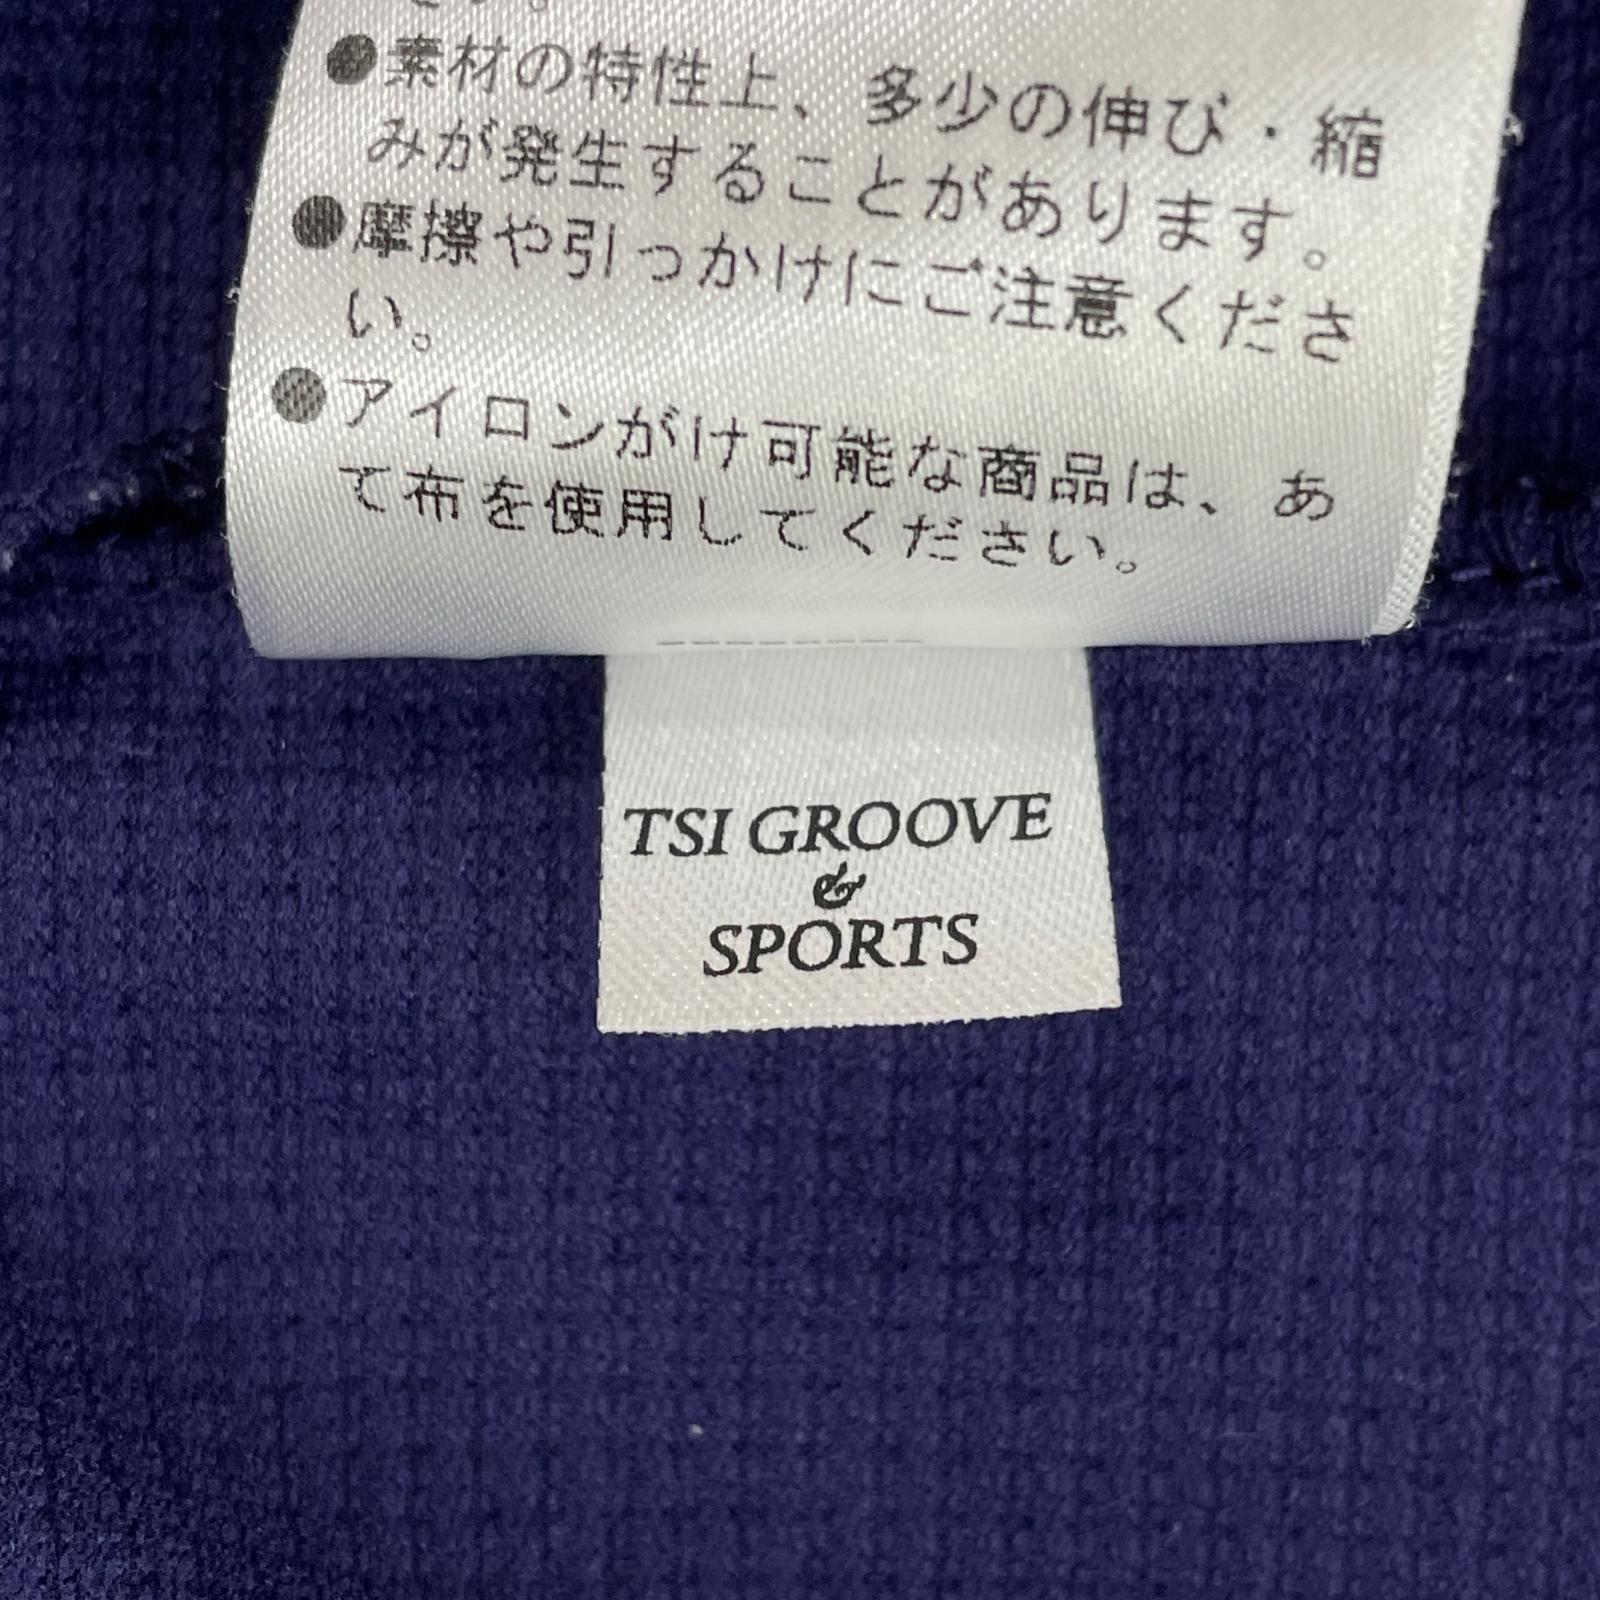 さい。
●素材の特性上、多少の伸び・縮
みが発生することがあります。
●摩擦や引っかけにご注意くださ
い。
●アイロンがけ可能な商品は、あ
て布を使用してください。
TSI GROOVE
&
SPORTS